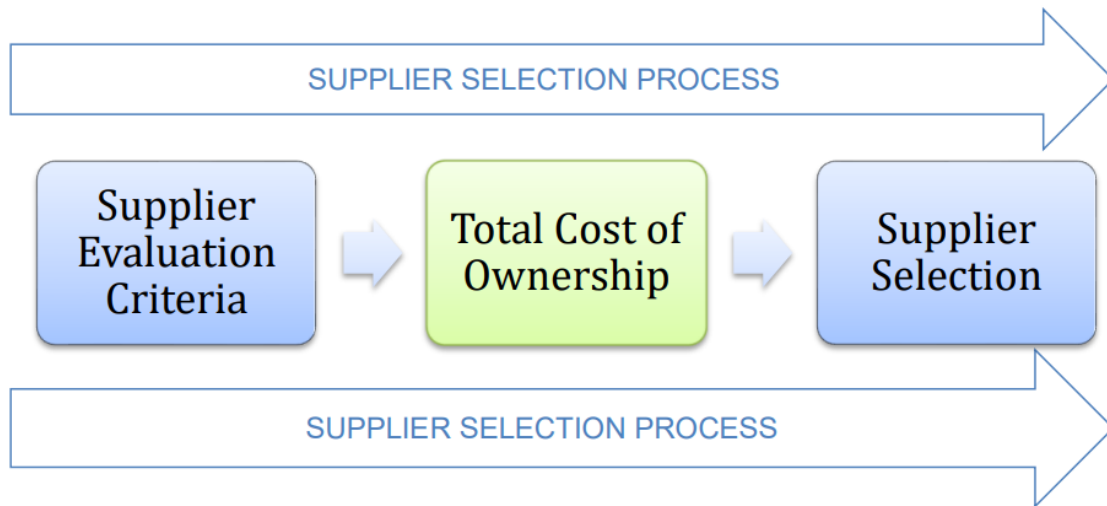 SUPPLIER SELECTION PROCESS
Supplier
Evaluation
Criteria
Total Cost of
Ownership
Supplier
Selection
SUPPLIER SELECTION PROCESS